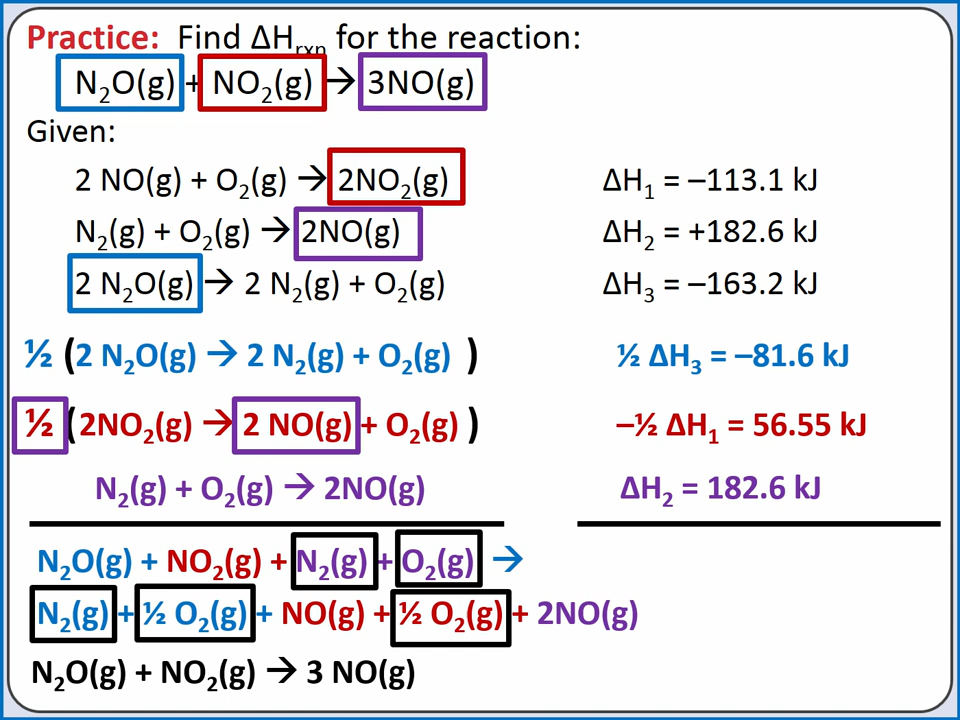 Practice: Find ΔHrxn for the reaction:
N₂O(g) + NO₂(g) → 3NO(g)
Given:
2 NO(g) + O₂(g) → 2NO₂(g) ΔH₁ = –113.1 kJ
N₂(g) + O₂(g) → 2NO(g) ΔH₂ = +182.6 kJ
2 N₂O(g) → 2 N₂(g) + O₂(g) ΔH₃ = –163.2 kJ
½ (2 N₂O(g) → 2 N₂(g) + O₂(g) ) ½ ΔH₃ = –81.6 kJ
½ (2NO₂(g) → 2 NO(g) + O₂(g) ) –½ ΔH₁ = 56.55 kJ
N₂(g) + O₂(g) → 2NO(g) ΔH₂ = 182.6 kJ
N₂O(g) + NO₂(g) + N₂(g) + O₂(g) →
N₂(g) + ½ O₂(g) + NO(g) + ½ O₂(g) + 2NO(g)
N₂O(g) + NO₂(g) → 3 NO(g)